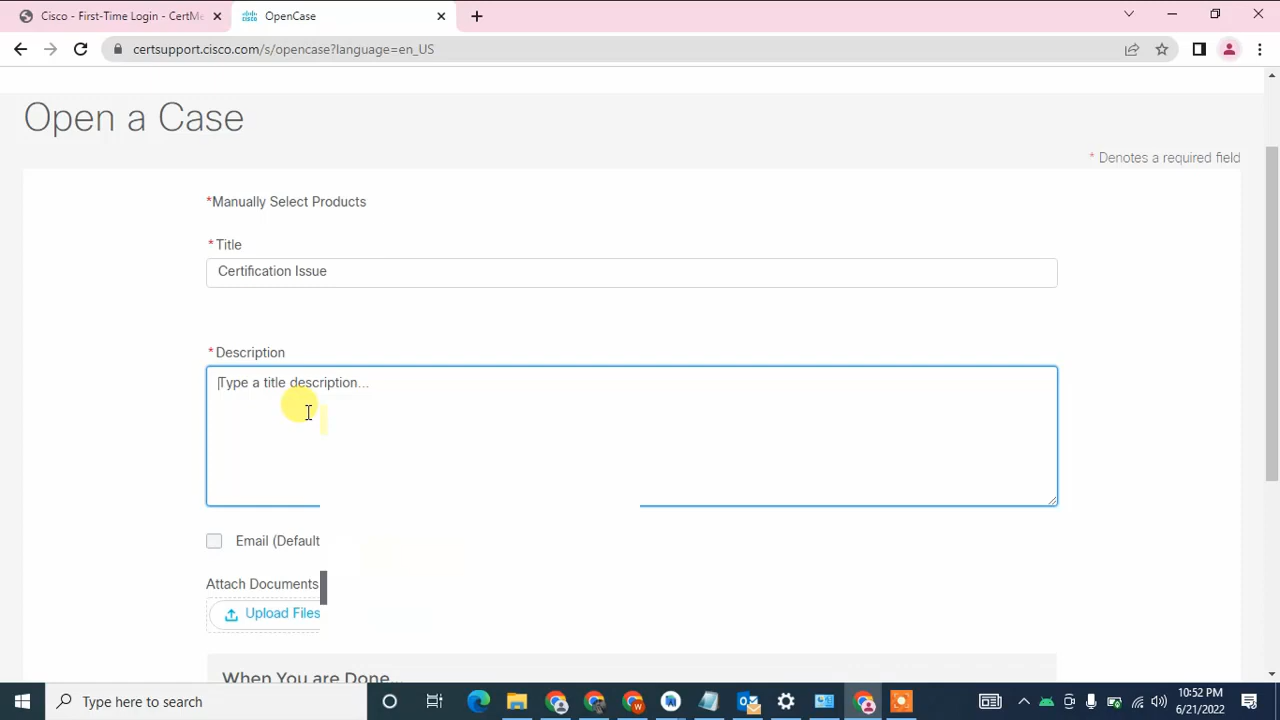 Cisco - First-Time Login - CertMe
OpenCase
certsupport.cisco.com/s/opencase?language=en_US
Open a Case
* Denotes a required field
*Manually Select Products
* Title
Certification Issue
* Description
Type a title description...
Email (Default
Attach Documents
Upload Files
When You are Done...
Type here to search
10:52 PM
6/21/2022